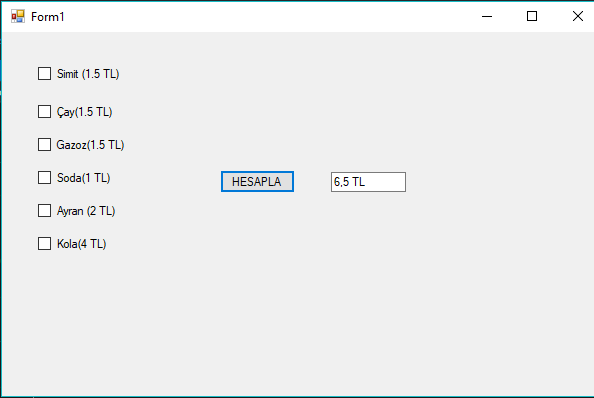 Form1
Simit (1.5 TL)
Çay(1.5 TL)
Gazoz(1.5 TL)
Soda(1 TL)
HESAPLA
6,5 TL
Ayran (2 TL)
Kola(4 TL)